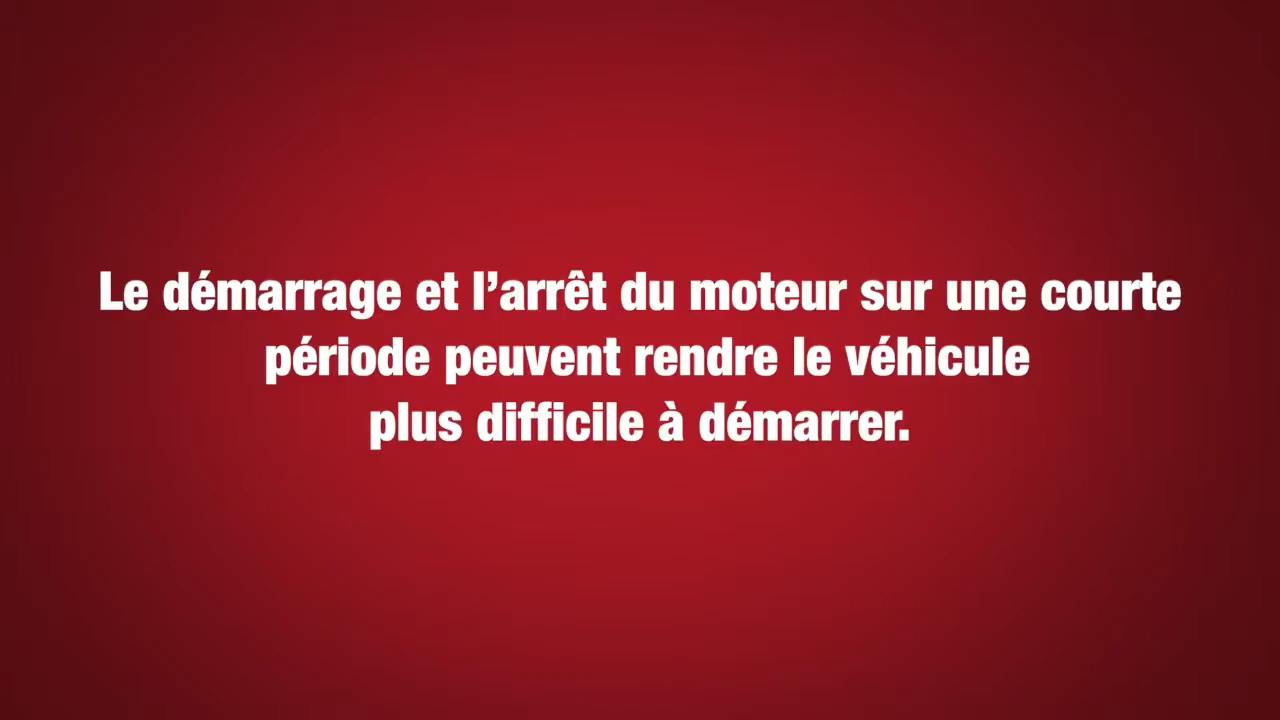 Le démarrage et l’arrêt du moteur sur une courte
période peuvent rendre le véhicule
plus difficile à démarrer.